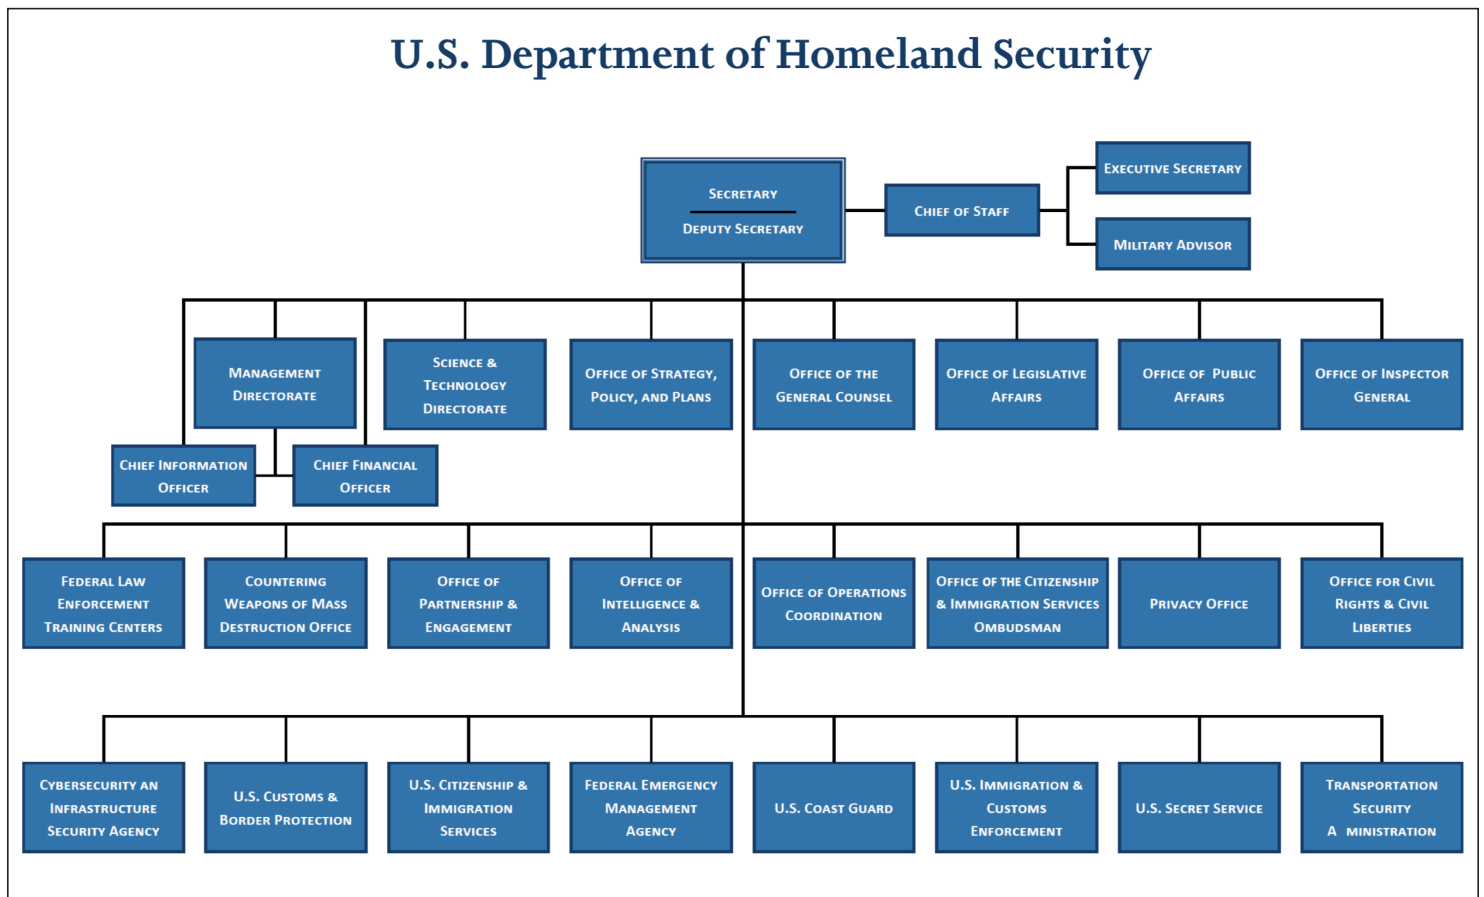 U.S. Department of Homeland Security
SECRETARY
DEPUTY SECRETARY
CHIEF OF STAFF
EXECUTIVE SECRETARY
MILITARY ADVISOR
MANAGEMENT
DIRECTORATE
CHIEF INFORMATION
OFFICER
CHIEF FINANCIAL
OFFICER
SCIENCE &
TECHNOLOGY
DIRECTORATE
OFFICE OF STRATEGY,
POLICY, AND PLANS
OFFICE OF THE
GENERAL COUNSEL
OFFICE OF LEGISLATIVE
AFFAIRS
OFFICE OF PUBLIC
AFFAIRS
OFFICE OF INSPECTOR
GENERAL
FEDERAL LAW
ENFORCEMENT
TRAINING CENTERS
COUNTERING
WEAPONS OF MASS
DESTRUCTION OFFICE
OFFICE OF
PARTNERSHIP &
ENGAGEMENT
OFFICE OF
INTELLIGENCE &
ANALYSIS
OFFICE OF OPERATIONS
COORDINATION
OFFICE OF THE CITIZENSHIP
& IMMIGRATION SERVICES
OMBUDSMAN
PRIVACY OFFICE
OFFICE FOR CIVIL
RIGHTS & CIVIL
LIBERTIES
CYBERSECURITY AN
INFRASTRUCTURE
SECURITY AGENCY
U.S. CUSTOMS &
BORDER PROTECTION
U.S. CITIZENSHIP &
IMMIGRATION
SERVICES
FEDERAL EMERGENCY
MANAGEMENT
AGENCY
U.S. COAST GUARD
U.S. IMMIGRATION &
CUSTOMS
ENFORCEMENT
U.S. SECRET SERVICE
TRANSPORTATION
SECURITY
A MINISTRATION